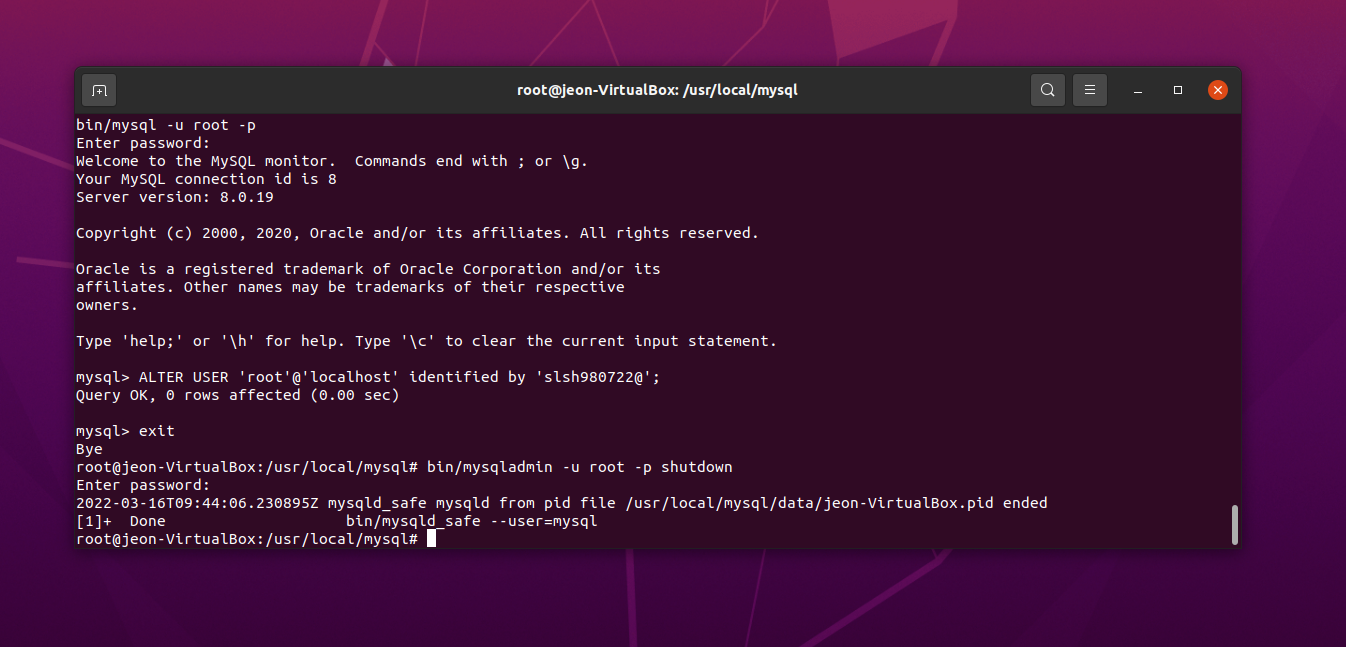 root@jeon-VirtualBox: /usr/local/mysql
bin/mysql -u root -p
Enter password:
Welcome to the MySQL monitor.  Commands end with ; or \g.
Your MySQL connection id is 8
Server version: 8.0.19
Copyright (c) 2000, 2020, Oracle and/or its affiliates. All rights reserved.
Oracle is a registered trademark of Oracle Corporation and/or its
affiliates. Other names may be trademarks of their respective
owners.
Type 'help;' or '\h' for help. Type '\c' to clear the current input statement.
mysql> ALTER USER 'root'@'localhost' identified by 'slsh980722@';
Query OK, 0 rows affected (0.00 sec)
mysql> exit
Bye
root@jeon-VirtualBox:/usr/local/mysql# bin/mysqladmin -u root -p shutdown
Enter password:
2022-03-16T09:44:06.230895Z mysqld_safe mysqld from pid file /usr/local/mysql/data/jeon-VirtualBox.pid ended
[1]+  Done                    bin/mysqld_safe --user=mysql
root@jeon-VirtualBox:/usr/local/mysql#